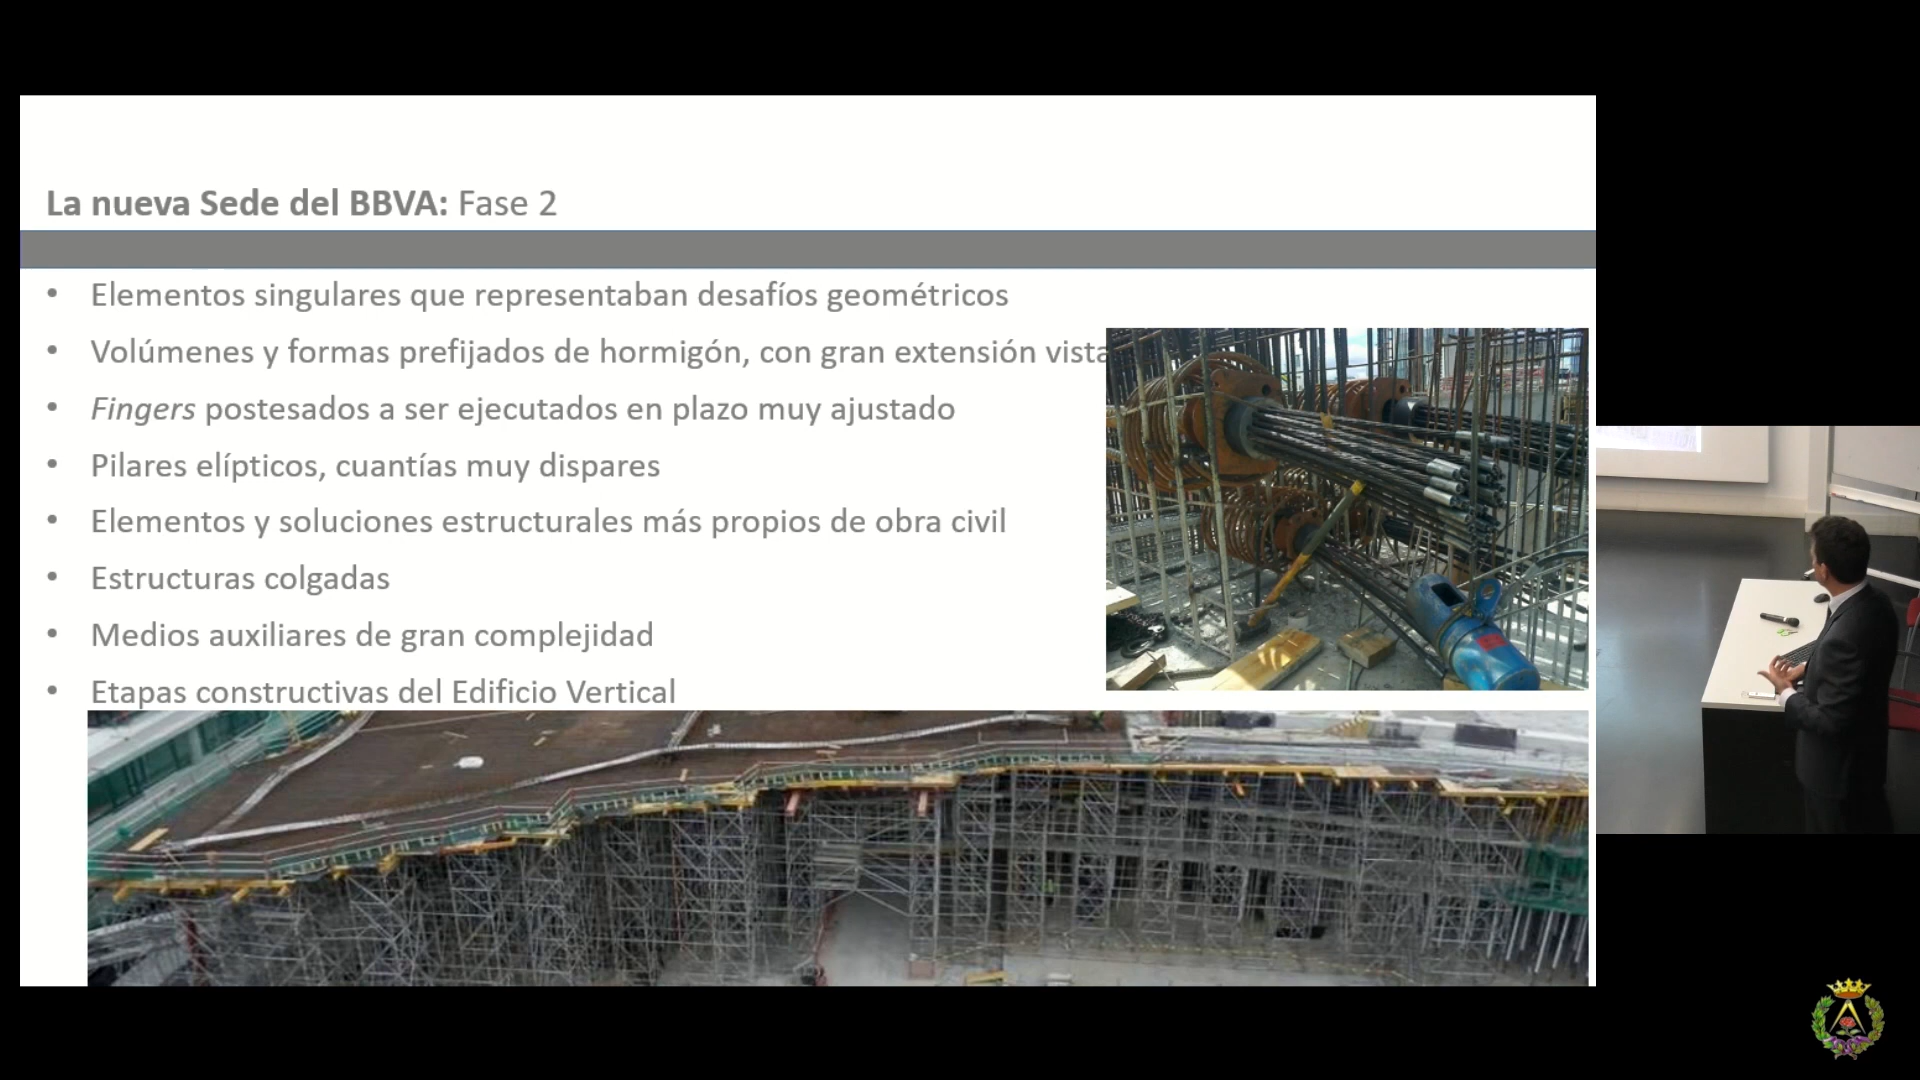 La nueva Sede del BBVA: Fase 2
• Elementos singulares que representaban desafíos geométricos
• Volúmenes y formas prefijados de hormigón, con gran extensión vista
• Fingers postesados a ser ejecutados en plazo muy ajustado
• Pilares elípticos, cuantías muy dispares
• Elementos y soluciones estructurales más propios de obra civil
• Estructuras colgadas
• Medios auxiliares de gran complejidad
• Etapas constructivas del Edificio Vertical